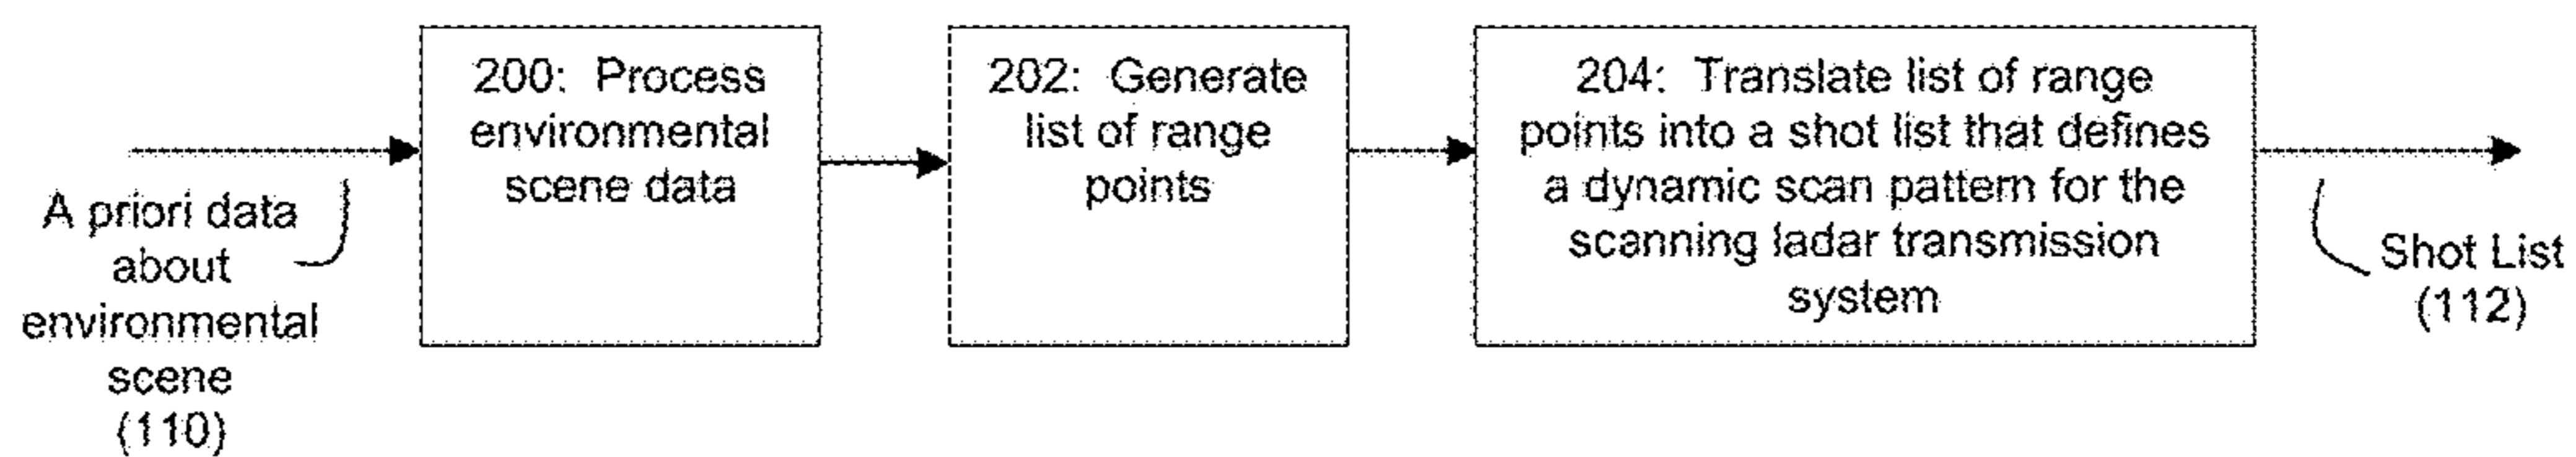 A priori data
about
environmental
scene
(110)
200: Process
environmental
scene data
202: Generate
list of range
points
204: Translate list of range
points into a shot list that defines
a dynamic scan pattern for the
scanning ladar transmission
system
Shot List
(112)